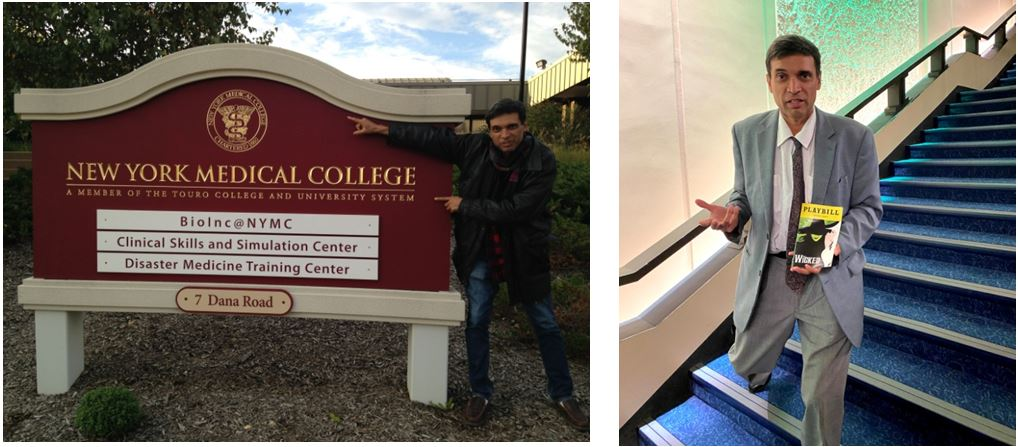 NEW YORK MEDICAL COLLEGE
A MEMBER OF THE TOURO COLLEGE AND UNIVERSITY SYSTEM
BioInc@NYMC
Clinical Skills and Simulation Center
Disaster Medicine Training Center
7 Dana Road
PLAYBILL
WICKED